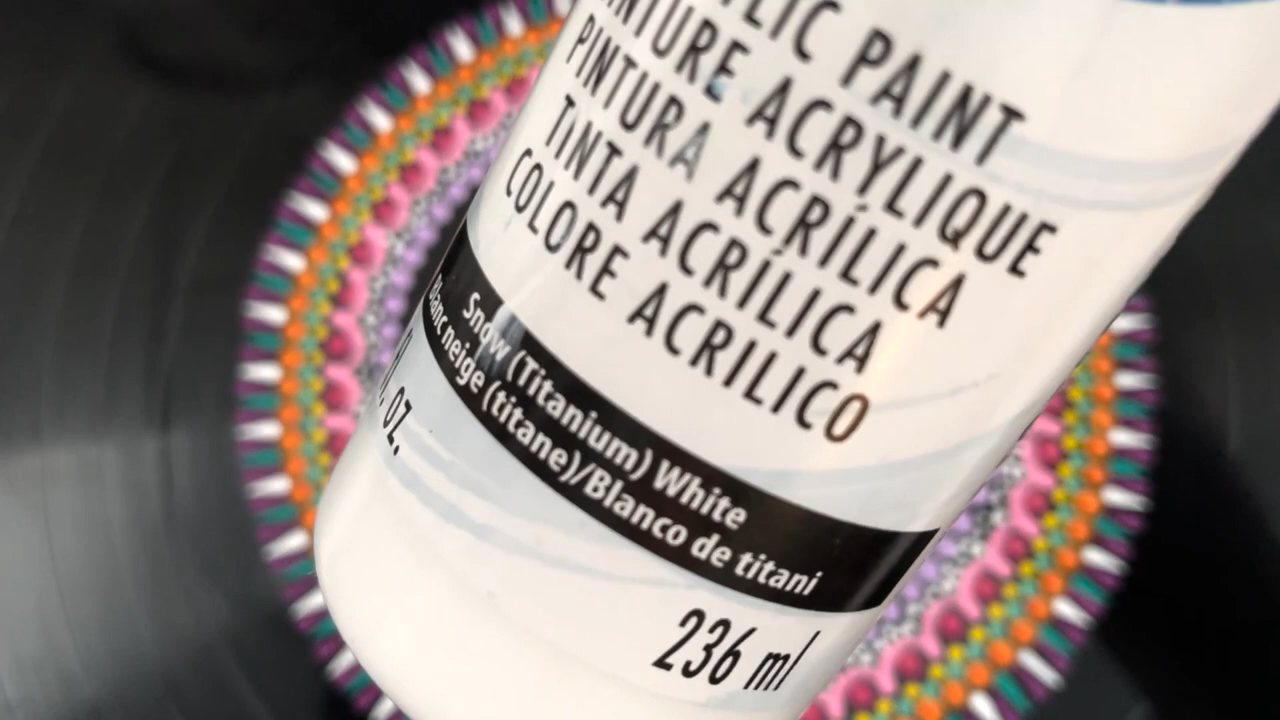 LIC PAINT
INTURE ACRYLIQUE
PINTURA ACRÍLICA
TINTA ACRÍLICA
COLORE ACRILICO
Snow (Titanium) White
Blanc neige (titane)/Blanco de titani
OZ.
236 ml